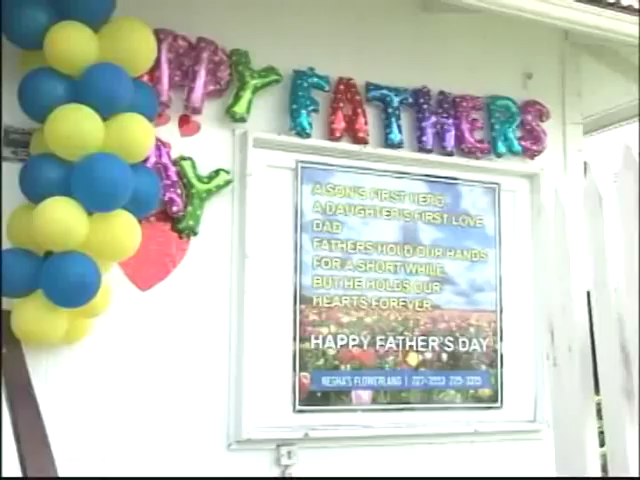 PPY FATHERS
AY
A SON'S FIRST HERO
A DAUGHTER'S FIRST LOVE
DAD
FATHERS HOLD OUR HANDS
FOR A SHORT WHILE
BUT HE HOLDS OUR
HEARTS FOREVER
HAPPY FATHER'S DAY
FLOWERLAND |